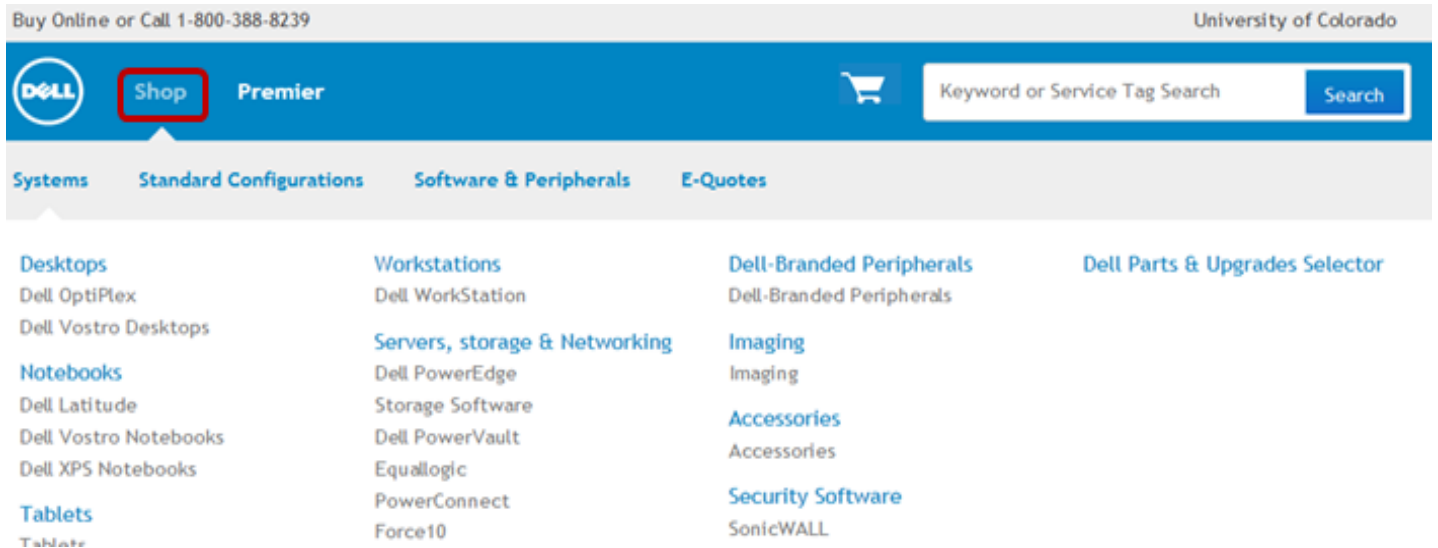 Buy Online or Call 1-800-388-8239
University of Colorado
DELL
Shop
Premier
Keyword or Service Tag Search
Search
Systems
Standard Configurations
Software & Peripherals
E-Quotes
Desktops
Dell OptiPlex
Dell Vostro Desktops
Notebooks
Dell Latitude
Dell Vostro Notebooks
Dell XPS Notebooks
Tablets
Tablets
Workstations
Dell WorkStation
Servers, storage & Networking
Dell PowerEdge
Storage Software
Dell PowerVault
Equallogic
PowerConnect
Force10
Dell-Branded Peripherals
Dell-Branded Peripherals
Imaging
Imaging
Accessories
Accessories
Security Software
SonicWALL
Dell Parts & Upgrades Selector